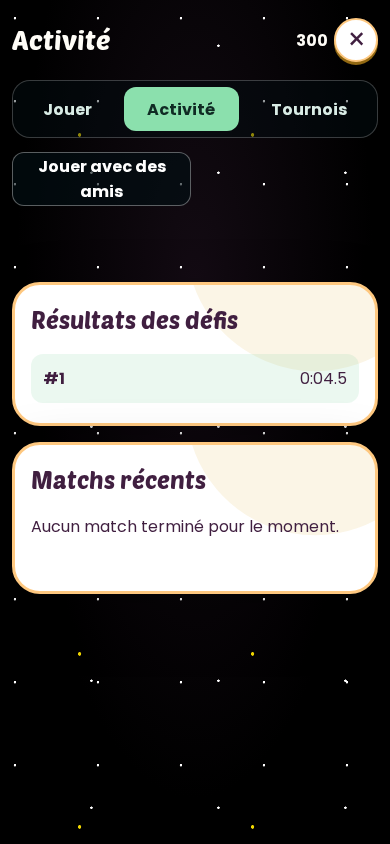 Activité
300 ×
Jouer Activité Tournois
Jouer avec des
amis
Résultats des défis
#1 0:04.5
Matchs récents
Aucun match terminé pour le moment.